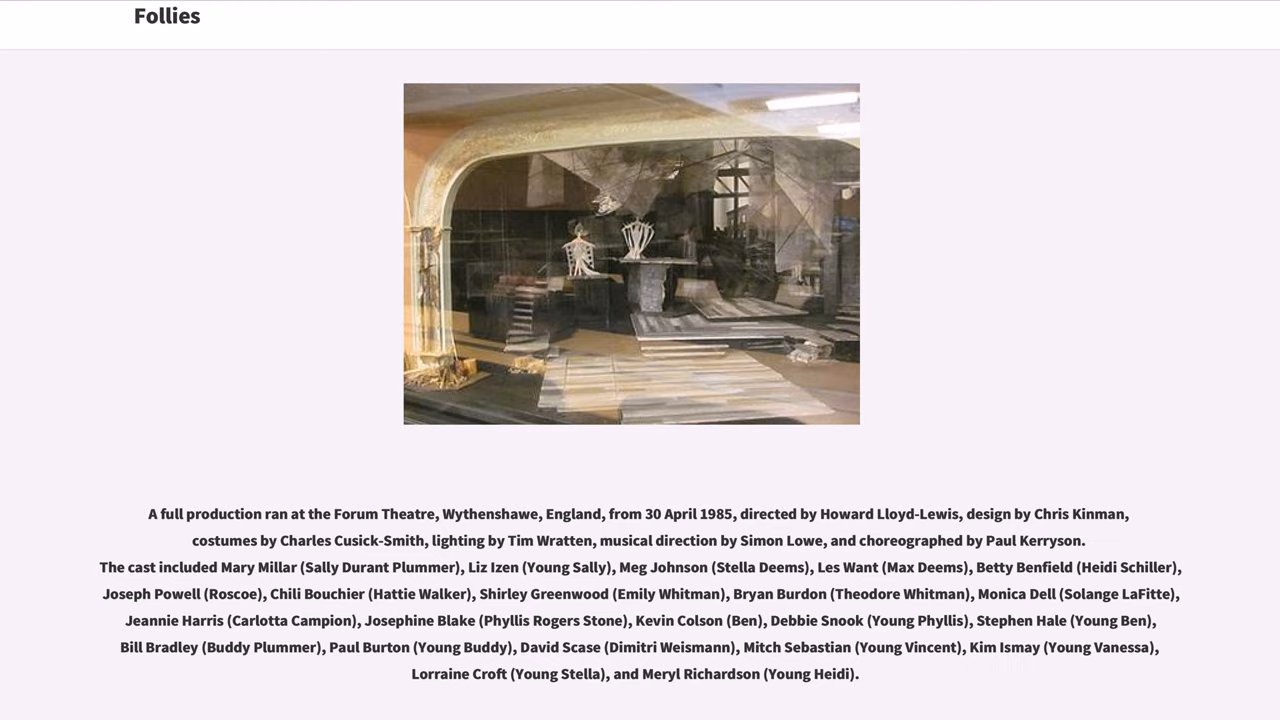 Follies
A full production ran at the Forum Theatre, Wythenshawe, England, from 30 April 1985, directed by Howard Lloyd-Lewis, design by Chris Kinman,
costumes by Charles Cusick-Smith, lighting by Tim Wratten, musical direction by Simon Lowe, and choreographed by Paul Kerryson.
The cast included Mary Millar (Sally Durant Plummer), Liz Izen (Young Sally), Meg Johnson (Stella Deems), Les Want (Max Deems), Betty Benfield (Heidi Schiller),
Joseph Powell (Roscoe), Chili Bouchier (Hattie Walker), Shirley Greenwood (Emily Whitman), Bryan Burdon (Theodore Whitman), Monica Dell (Solange LaFitte),
Jeannie Harris (Carlotta Campion), Josephine Blake (Phyllis Rogers Stone), Kevin Colson (Ben), Debbie Snook (Young Phyllis), Stephen Hale (Young Ben),
Bill Bradley (Buddy Plummer), Paul Burton (Young Buddy), David Scase (Dimitri Weismann), Mitch Sebastian (Young Vincent), Kim Ismay (Young Vanessa),
Lorraine Croft (Young Stella), and Meryl Richardson (Young Heidi).